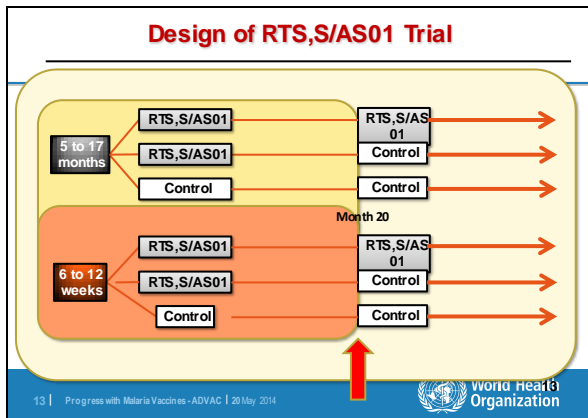 Design of RTS,S/AS01 Trial
RTS,S/AS01
RTS,S/AS
01
5 to 17
months
RTS,S/AS01
Control
Control
Control
Month 20
RTS,S/AS01
RTS,S/AS
01
6 to 12
weeks
RTS,S/AS01
Control
Control
Control
13 | Progress with Malaria Vaccines - ADVAC | 20 May 2014
World Health
Organization
13